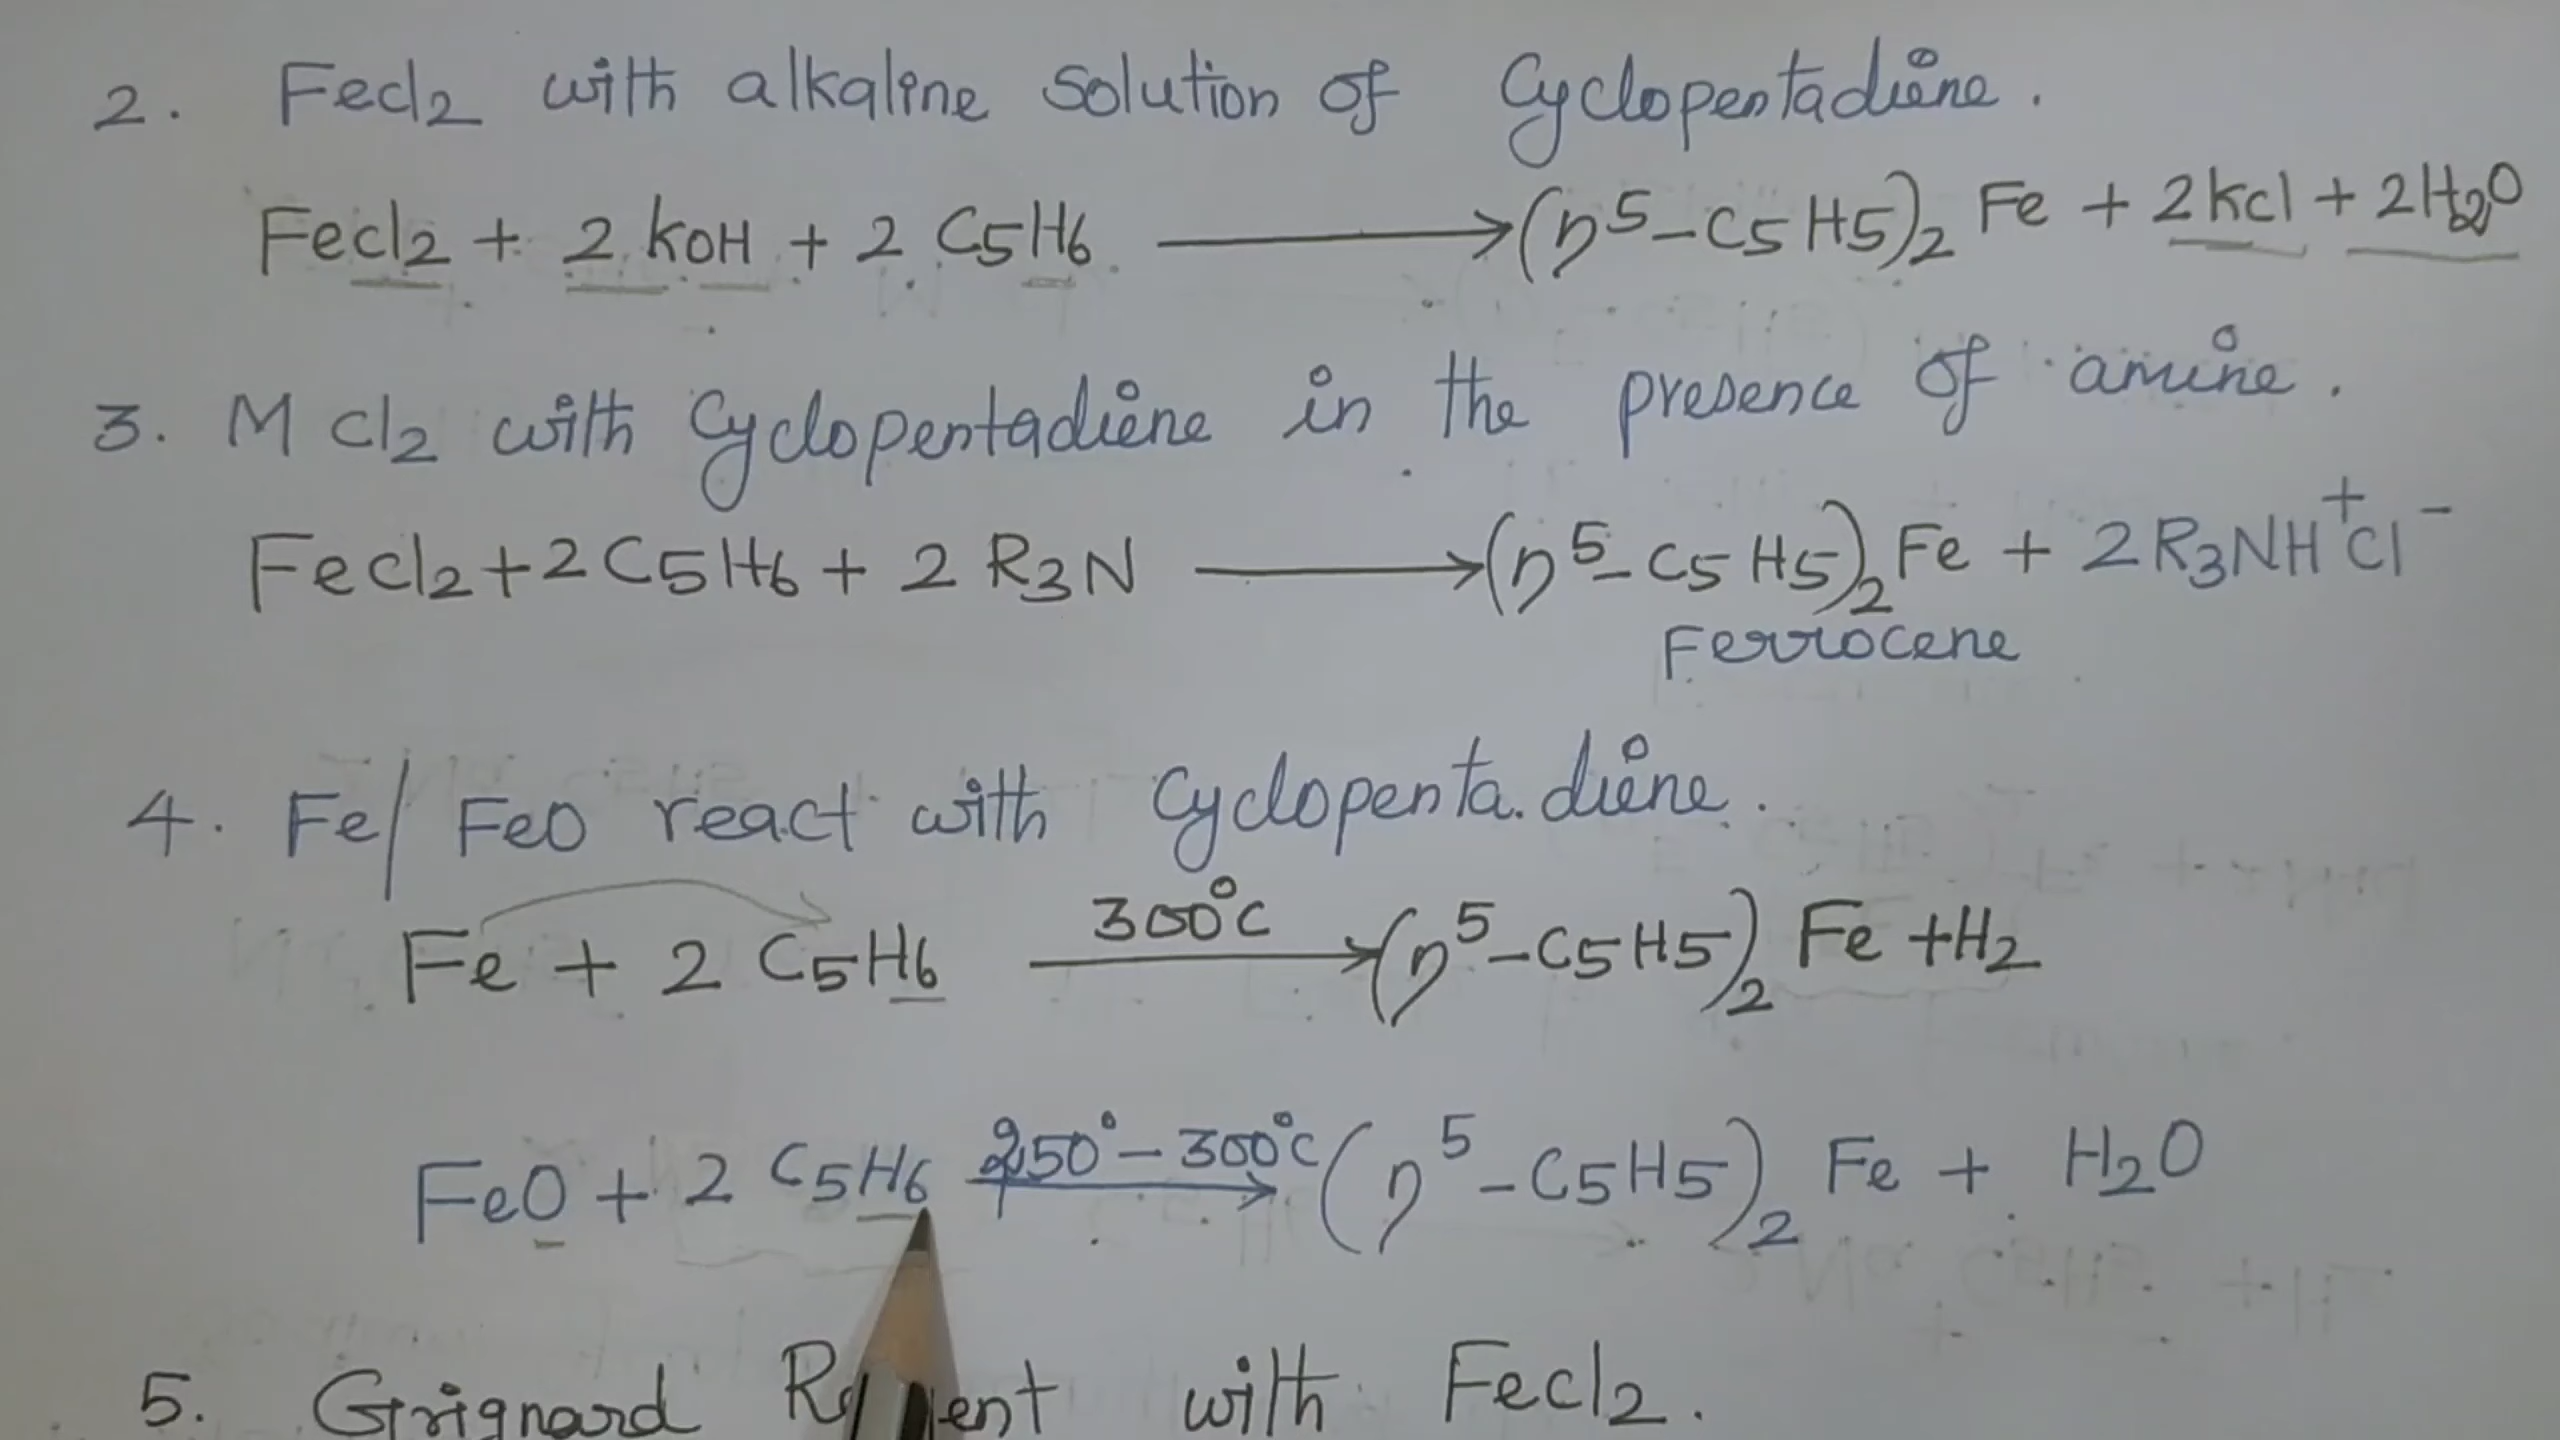 2. Fecl2 with alkaline solution of Cyclopentadiene.
Fecl2 + 2 KOH + 2 C5H6 ⟶ (η5-C5H5)2 Fe + 2kcl + 2H2O
3. M Cl2 with Cyclopentadiene in the presence of amine.
Fecl2+2C5H6 + 2 R3N ⟶ (η5-C5H5)2 Fe + 2R3NH+Cl-
Ferrocene
4. Fe/ FeO react with Cyclopenta.diene.
Fe + 2 C5H6 300°C ⟶ (η5-C5H5)2 Fe +H2
FeO + 2 C5H6 250°-300°C ⟶ (η5-C5H5)2 Fe + H2O
5. Grignard with Fecl2.